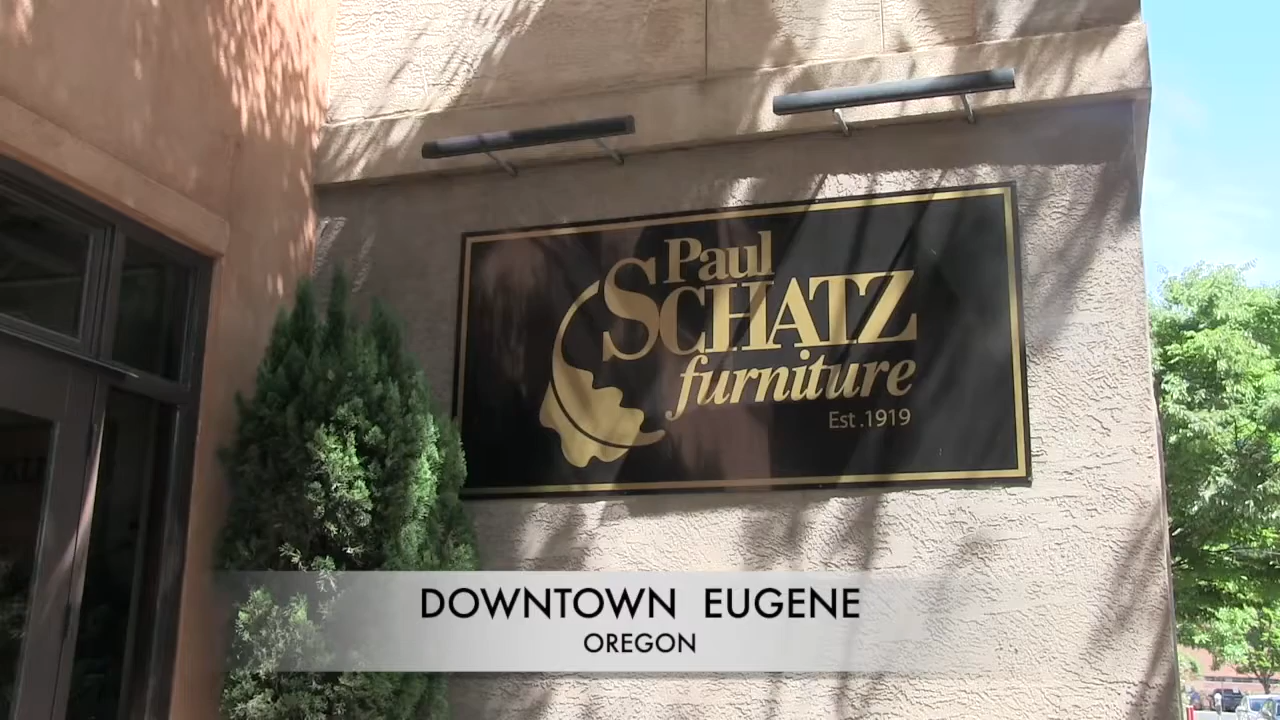 Paul
SCHATZ
furniture
Est.1919
DOWNTOWN EUGENE
OREGON